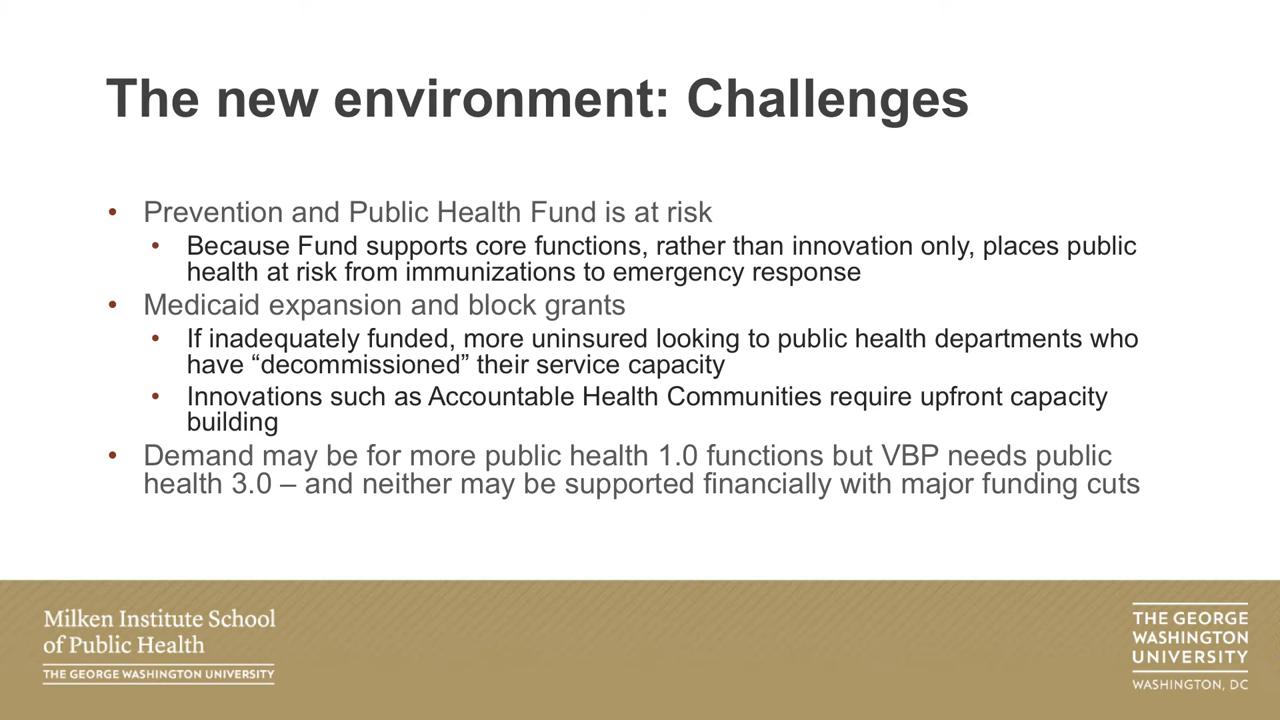 The new environment: Challenges
• Prevention and Public Health Fund is at risk
• Because Fund supports core functions, rather than innovation only, places public
health at risk from immunizations to emergency response
• Medicaid expansion and block grants
• If inadequately funded, more uninsured looking to public health departments who
have “decommissioned” their service capacity
• Innovations such as Accountable Health Communities require upfront capacity
building
• Demand may be for more public health 1.0 functions but VBP needs public
health 3.0 – and neither may be supported financially with major funding cuts
Milken Institute School
of Public Health
THE GEORGE WASHINGTON UNIVERSITY
THE GEORGE
WASHINGTON
UNIVERSITY
WASHINGTON, DC